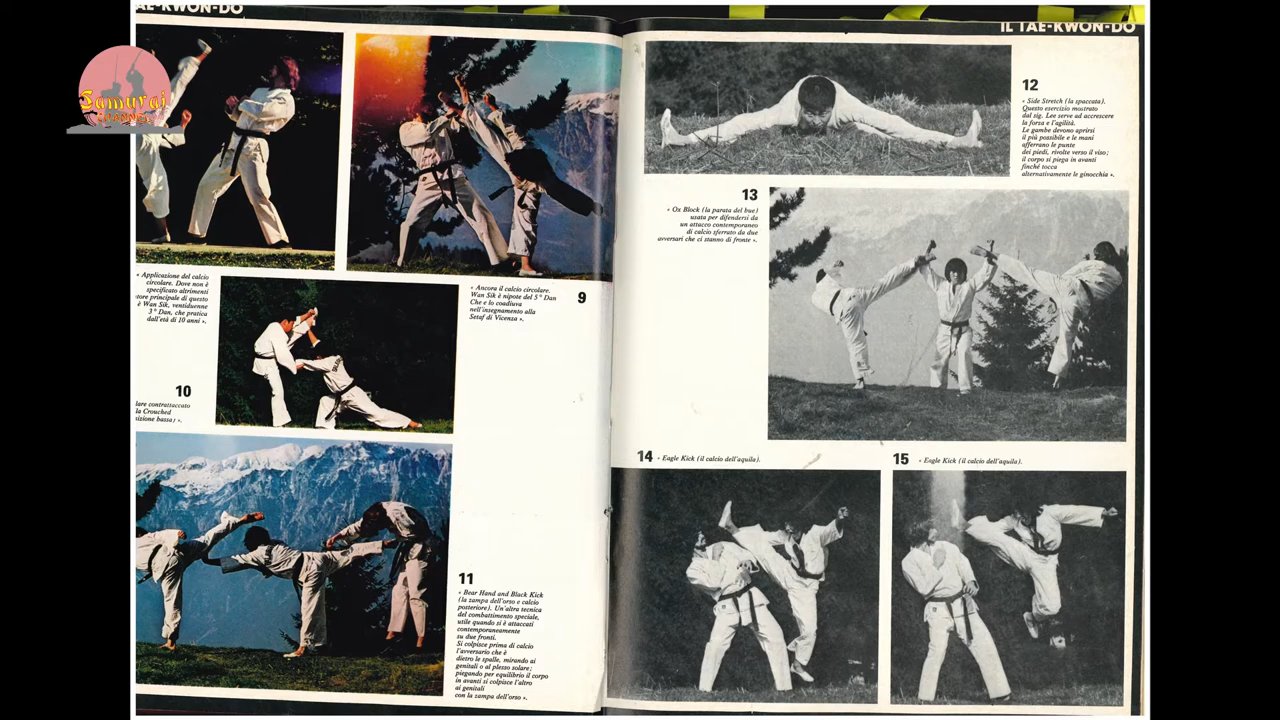 AE-KWON-DO
IL TAE-KWON-DO
Samurai
CHANNEL
« Applicazione del calcio
circolare. Dove non è
specificato altrimenti
tore principale di questo
è Wan Sik, ventiduenne
3° Dan, che pratica
dall'età di 10 anni ».
« Ancora il calcio circolare.
Wan Sik è nipote del 5° Dan
Che e lo coadiuva
nell'insegnamento alla
Setaf di Vicenza ».
9
10
lare contrattaccato
la Crouched
sizione bassa) ».
11
« Bear Hand and Black Kick
(la zampa dell'orso e calcio
posteriore). Un'altra tecnica
del combattimento speciale,
utile quando si è attaccati
contemporaneamente
su due fronti.
Si colpisce prima di calcio
l'avversario che è
dietro le spalle, mirando ai
genitali o al plesso solare;
piegando per equilibrio il corpo
in avanti si colpisce l'altro
ai genitali
con la zampa dell'orso ».
12
« Side Stretch (la spaccata).
Questo esercizio mostrato
dal sig. Lee serve ad accrescere
la forza e l'agilità.
Le gambe devono aprirsi
il più possibile e le mani
afferrano le punte
dei piedi, rivolte verso il viso;
il corpo si piega in avanti
finché tocca
alternativamente le ginocchia ».
13
« Ox Block (la parata del bue)
usata per difendersi da
un attacco contemporaneo
di calcio sferrato da due
avversari che ci stanno di fronte ».
14 « Eagle Kick (il calcio dell'aquila).
15 « Eagle Kick (il calcio dell'aquila).